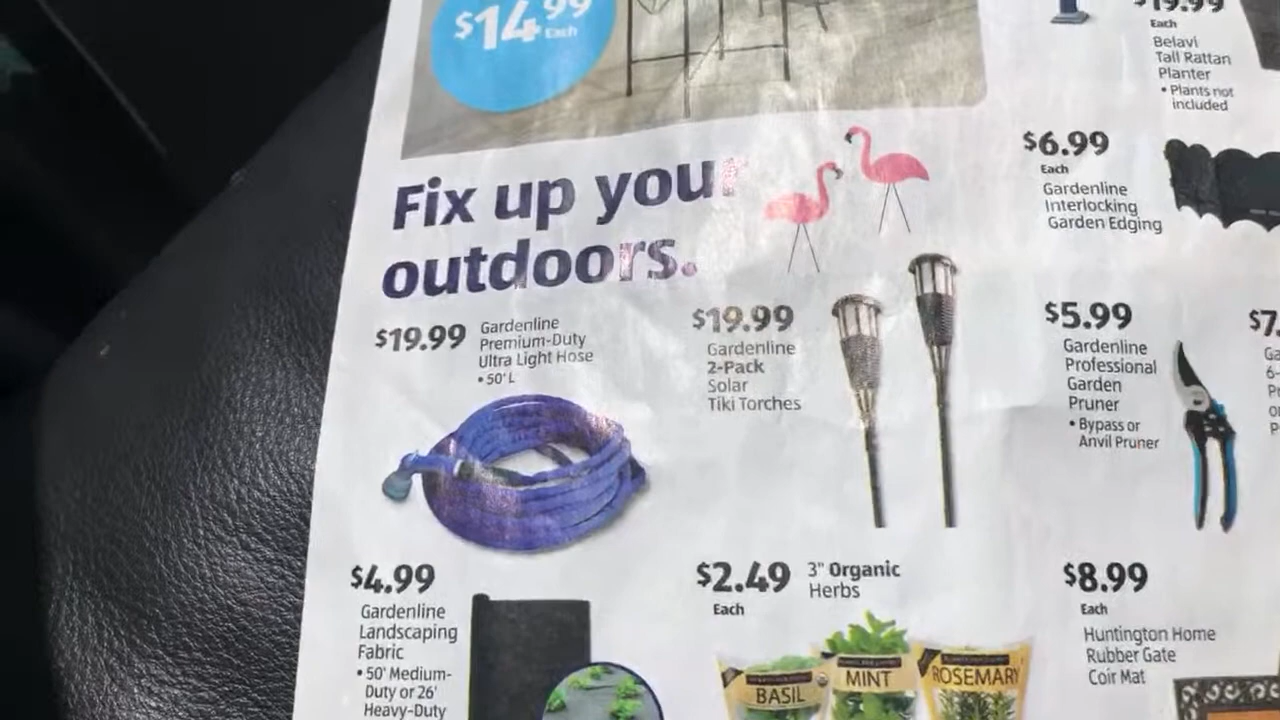 $14.99
Each
$19.99
Each
Belavi
Tall Rattan
Planter
• Plants not
included
Fix up your
outdoors.
$6.99
Each
Gardenline
Interlocking
Garden Edging
$19.99
Gardenline
Premium-Duty
Ultra Light Hose
• 50' L
$19.99
Gardenline
2-Pack
Solar
Tiki Torches
$5.99
Gardenline
Professional
Garden
Pruner
• Bypass or
Anvil Pruner
$7.
$4.99
Gardenline
Landscaping
Fabric
• 50' Medium-
Duty or 26'
Heavy-Duty
$2.49
Each
3" Organic
Herbs
BASIL
MINT
ROSEMARY
$8.99
Each
Huntington Home
Rubber Gate
Coir Mat